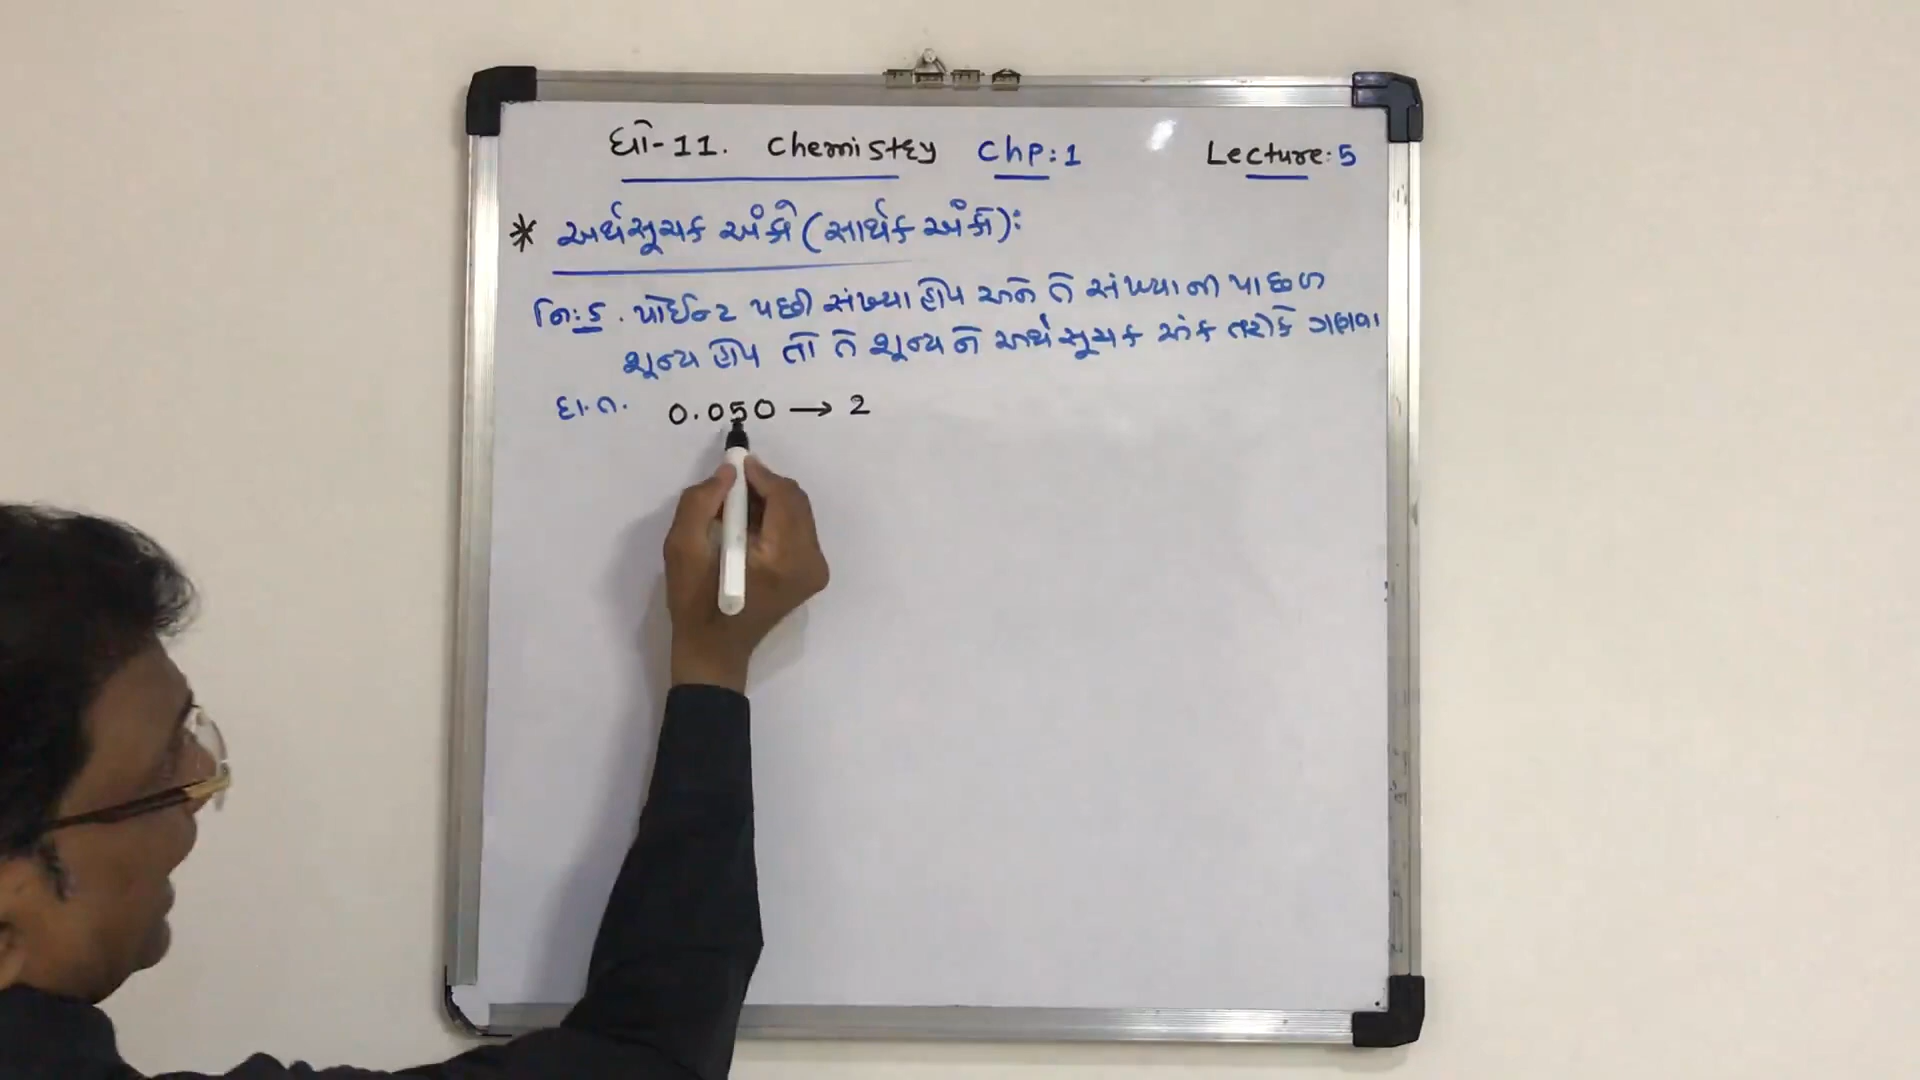 ધો-11. Chemistry Chp:1 Lecture:5
* અર્થસૂચક અંકો (સાર્થક અંકો):
નિ:5. પોઈન્ટ પછી સંખ્યા હોય અને તે સંખ્યાની પાછળ
શૂન્ય હોય તો તે શૂન્યને અર્થસૂચક અંક તરીકે ગણવા
દા.ત. 0.050 → 2